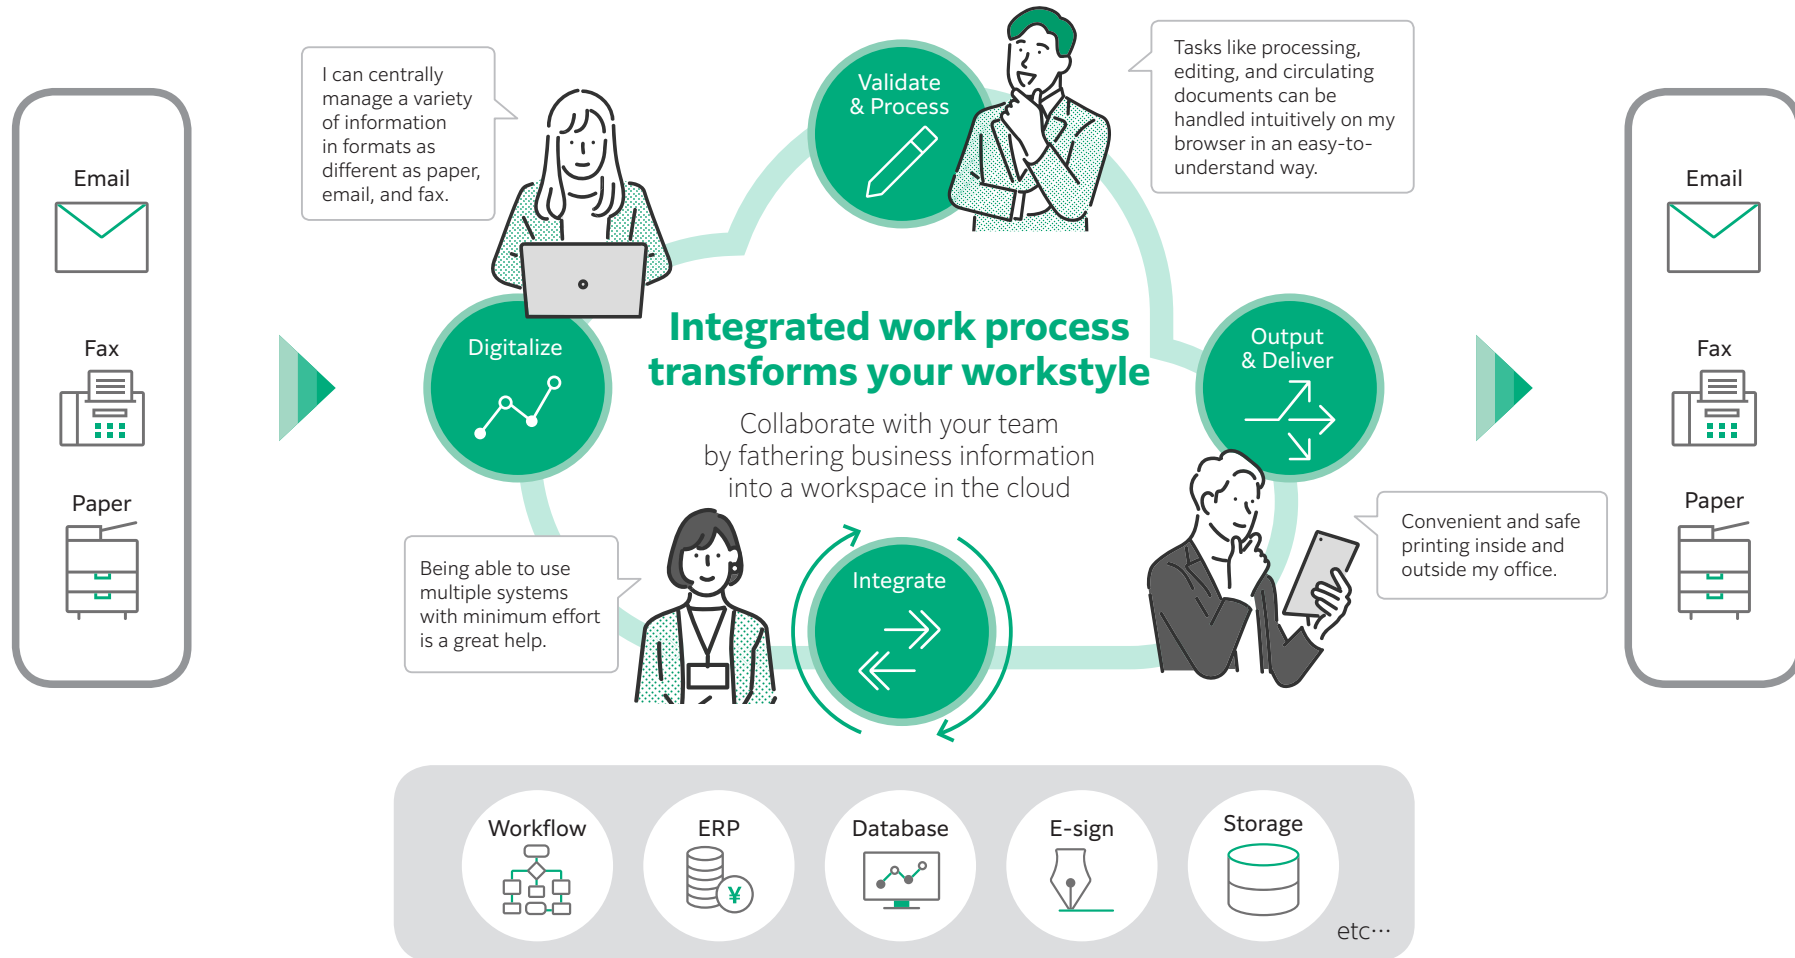 Email
Fax
Paper
I can centrally
manage a variety
of information
in formats as
different as paper,
email, and fax.
Validate
& Process
Tasks like processing,
editing, and circulating
documents can be
handled intuitively on my
browser in an easy-to-
understand way.
Digitalize
Integrated work process
transforms your workstyle
Collaborate with your team
by fathering business information
into a workspace in the cloud
Output
& Deliver
Being able to use
multiple systems
with minimum effort
is a great help.
Integrate
Convenient and safe
printing inside and
outside my office.
Email
Fax
Paper
Workflow
ERP
¥
Database
E-sign
Storage
etc…